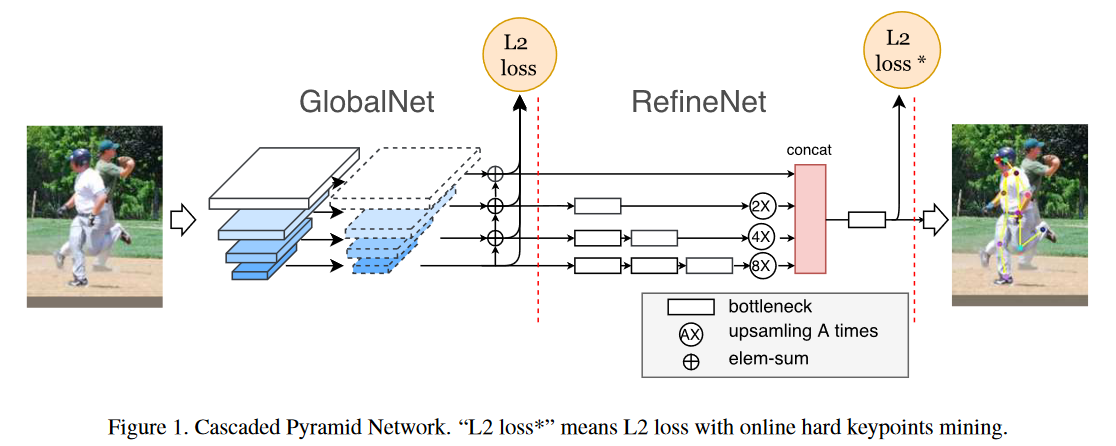 L2
loss
L2
loss *
GlobalNet
RefineNet
concat
2X
4X
8X
bottleneck
AX
upsamling A times
elem-sum
Figure 1. Cascaded Pyramid Network. “L2 loss*” means L2 loss with online hard keypoints mining.